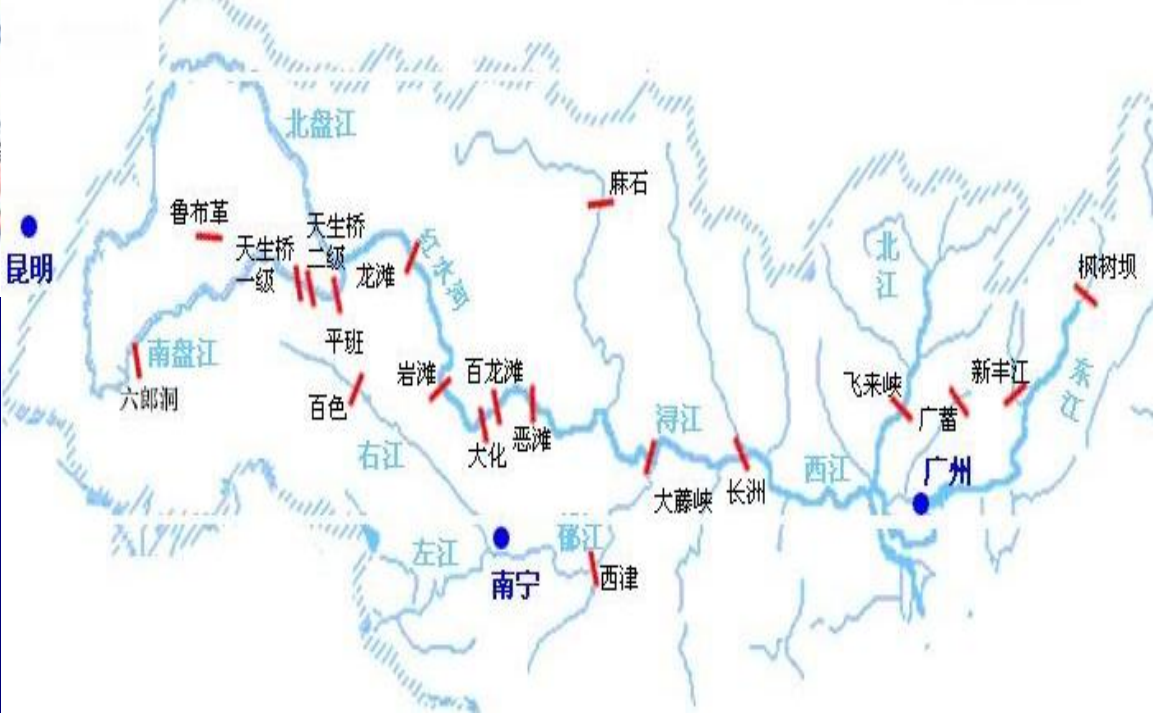 北盘江
麻石
鲁布革
昆明
天生桥
一级
天生桥
二级
龙滩
红水河
北
江
枫树坝
南盘江
平班
六郎洞
百色
岩滩
百龙滩
恶滩
大化
右江
浔江
大藤峡
长洲
西江
飞来峡
广蓄
新丰江
东
江
广州
左江
南宁
邕江
西津